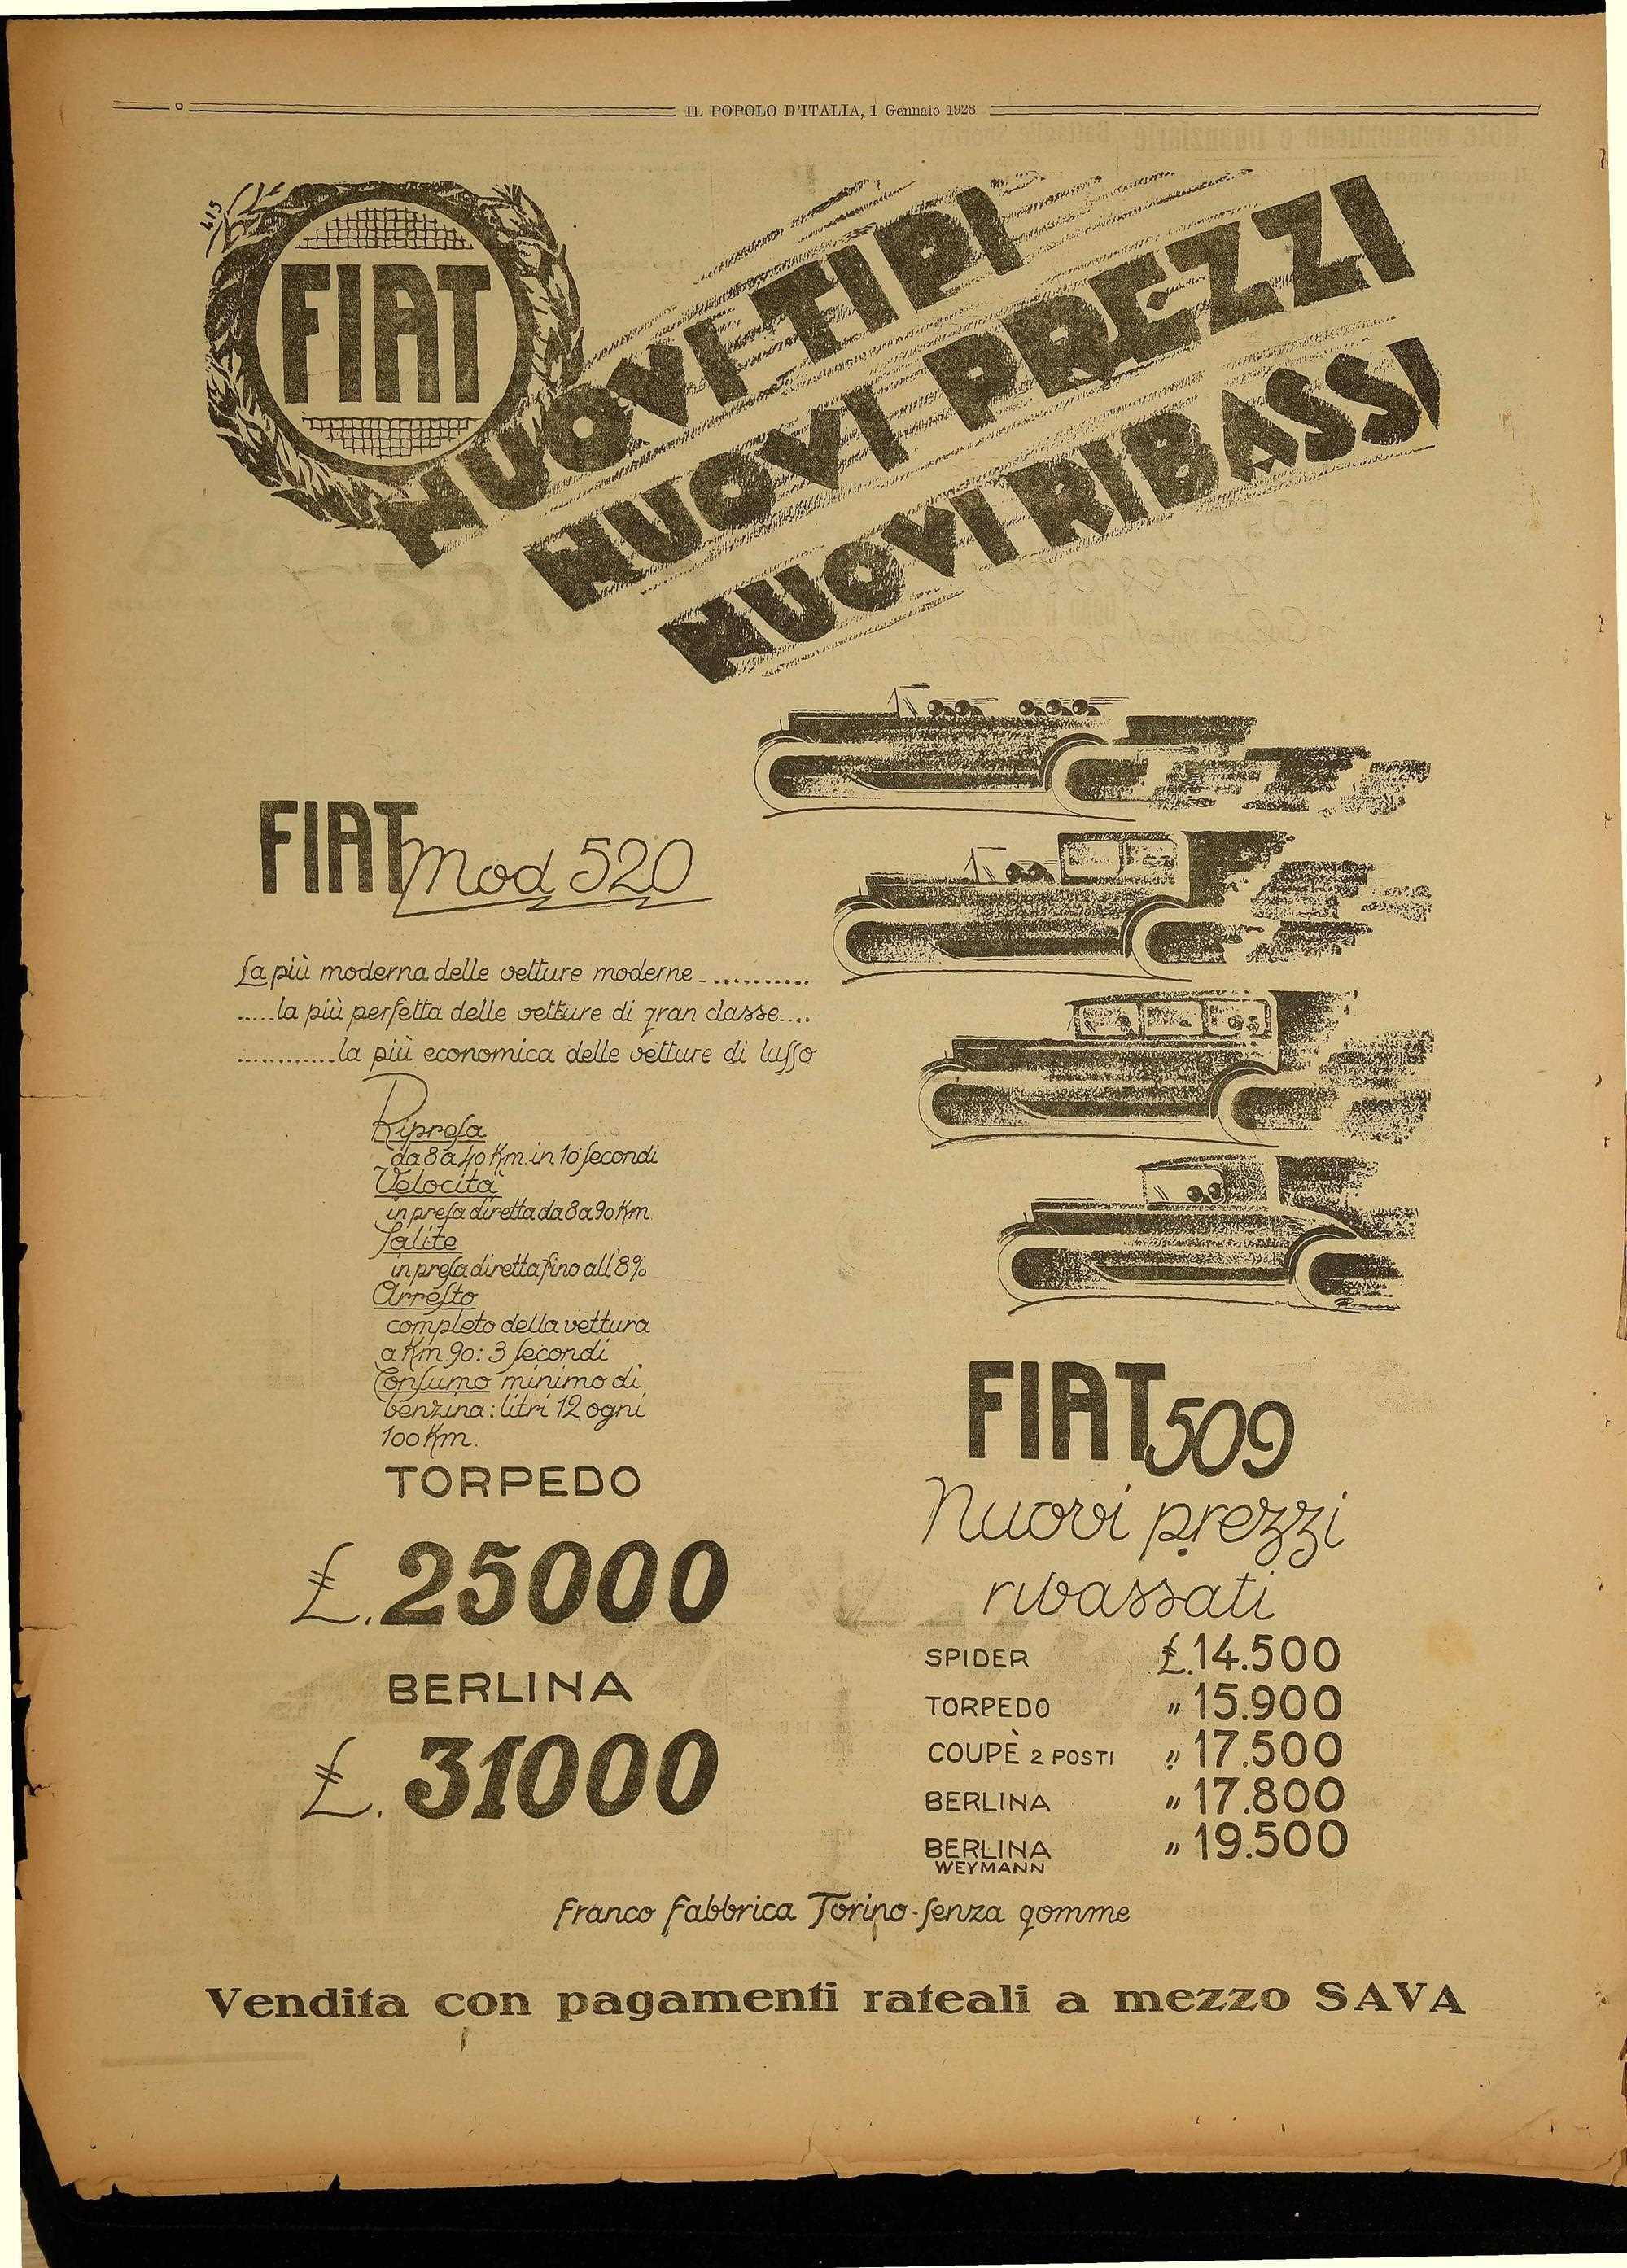 IL POPOLO D'ITALIA, 1 Gennaio 1928
FIAT
NUOVI TIPI
NUOVI PREZZI
NUOVI RIBASSI
FIAT Mod 520
La più moderna delle vetture moderne - ...........
.....la più perfetta delle vetture di gran classe....
............la più economica delle vetture di lusso
Ripresa
da 8 a 40 Km. in 10 secondi
Velocità
in presa diretta da 8 a 90 Km.
Salite
in presa diretta fino all'8%
Arresto
completo della vettura
a Km. 90: 3 secondi
Consumo minimo di
benzina: litri 12 ogni
100 Km.
TORPEDO
£. 25000
BERLINA
£. 31000
FIAT 509
Nuovi prezzi
ribassati
SPIDER £. 14.500
TORPEDO „ 15.900
COUPÈ 2 POSTI „ 17.500
BERLINA „ 17.800
BERLINA „ 19.500
WEYMANN
franco fabbrica Torino - senza gomme
Vendita con pagamenti rateali a mezzo SAVA